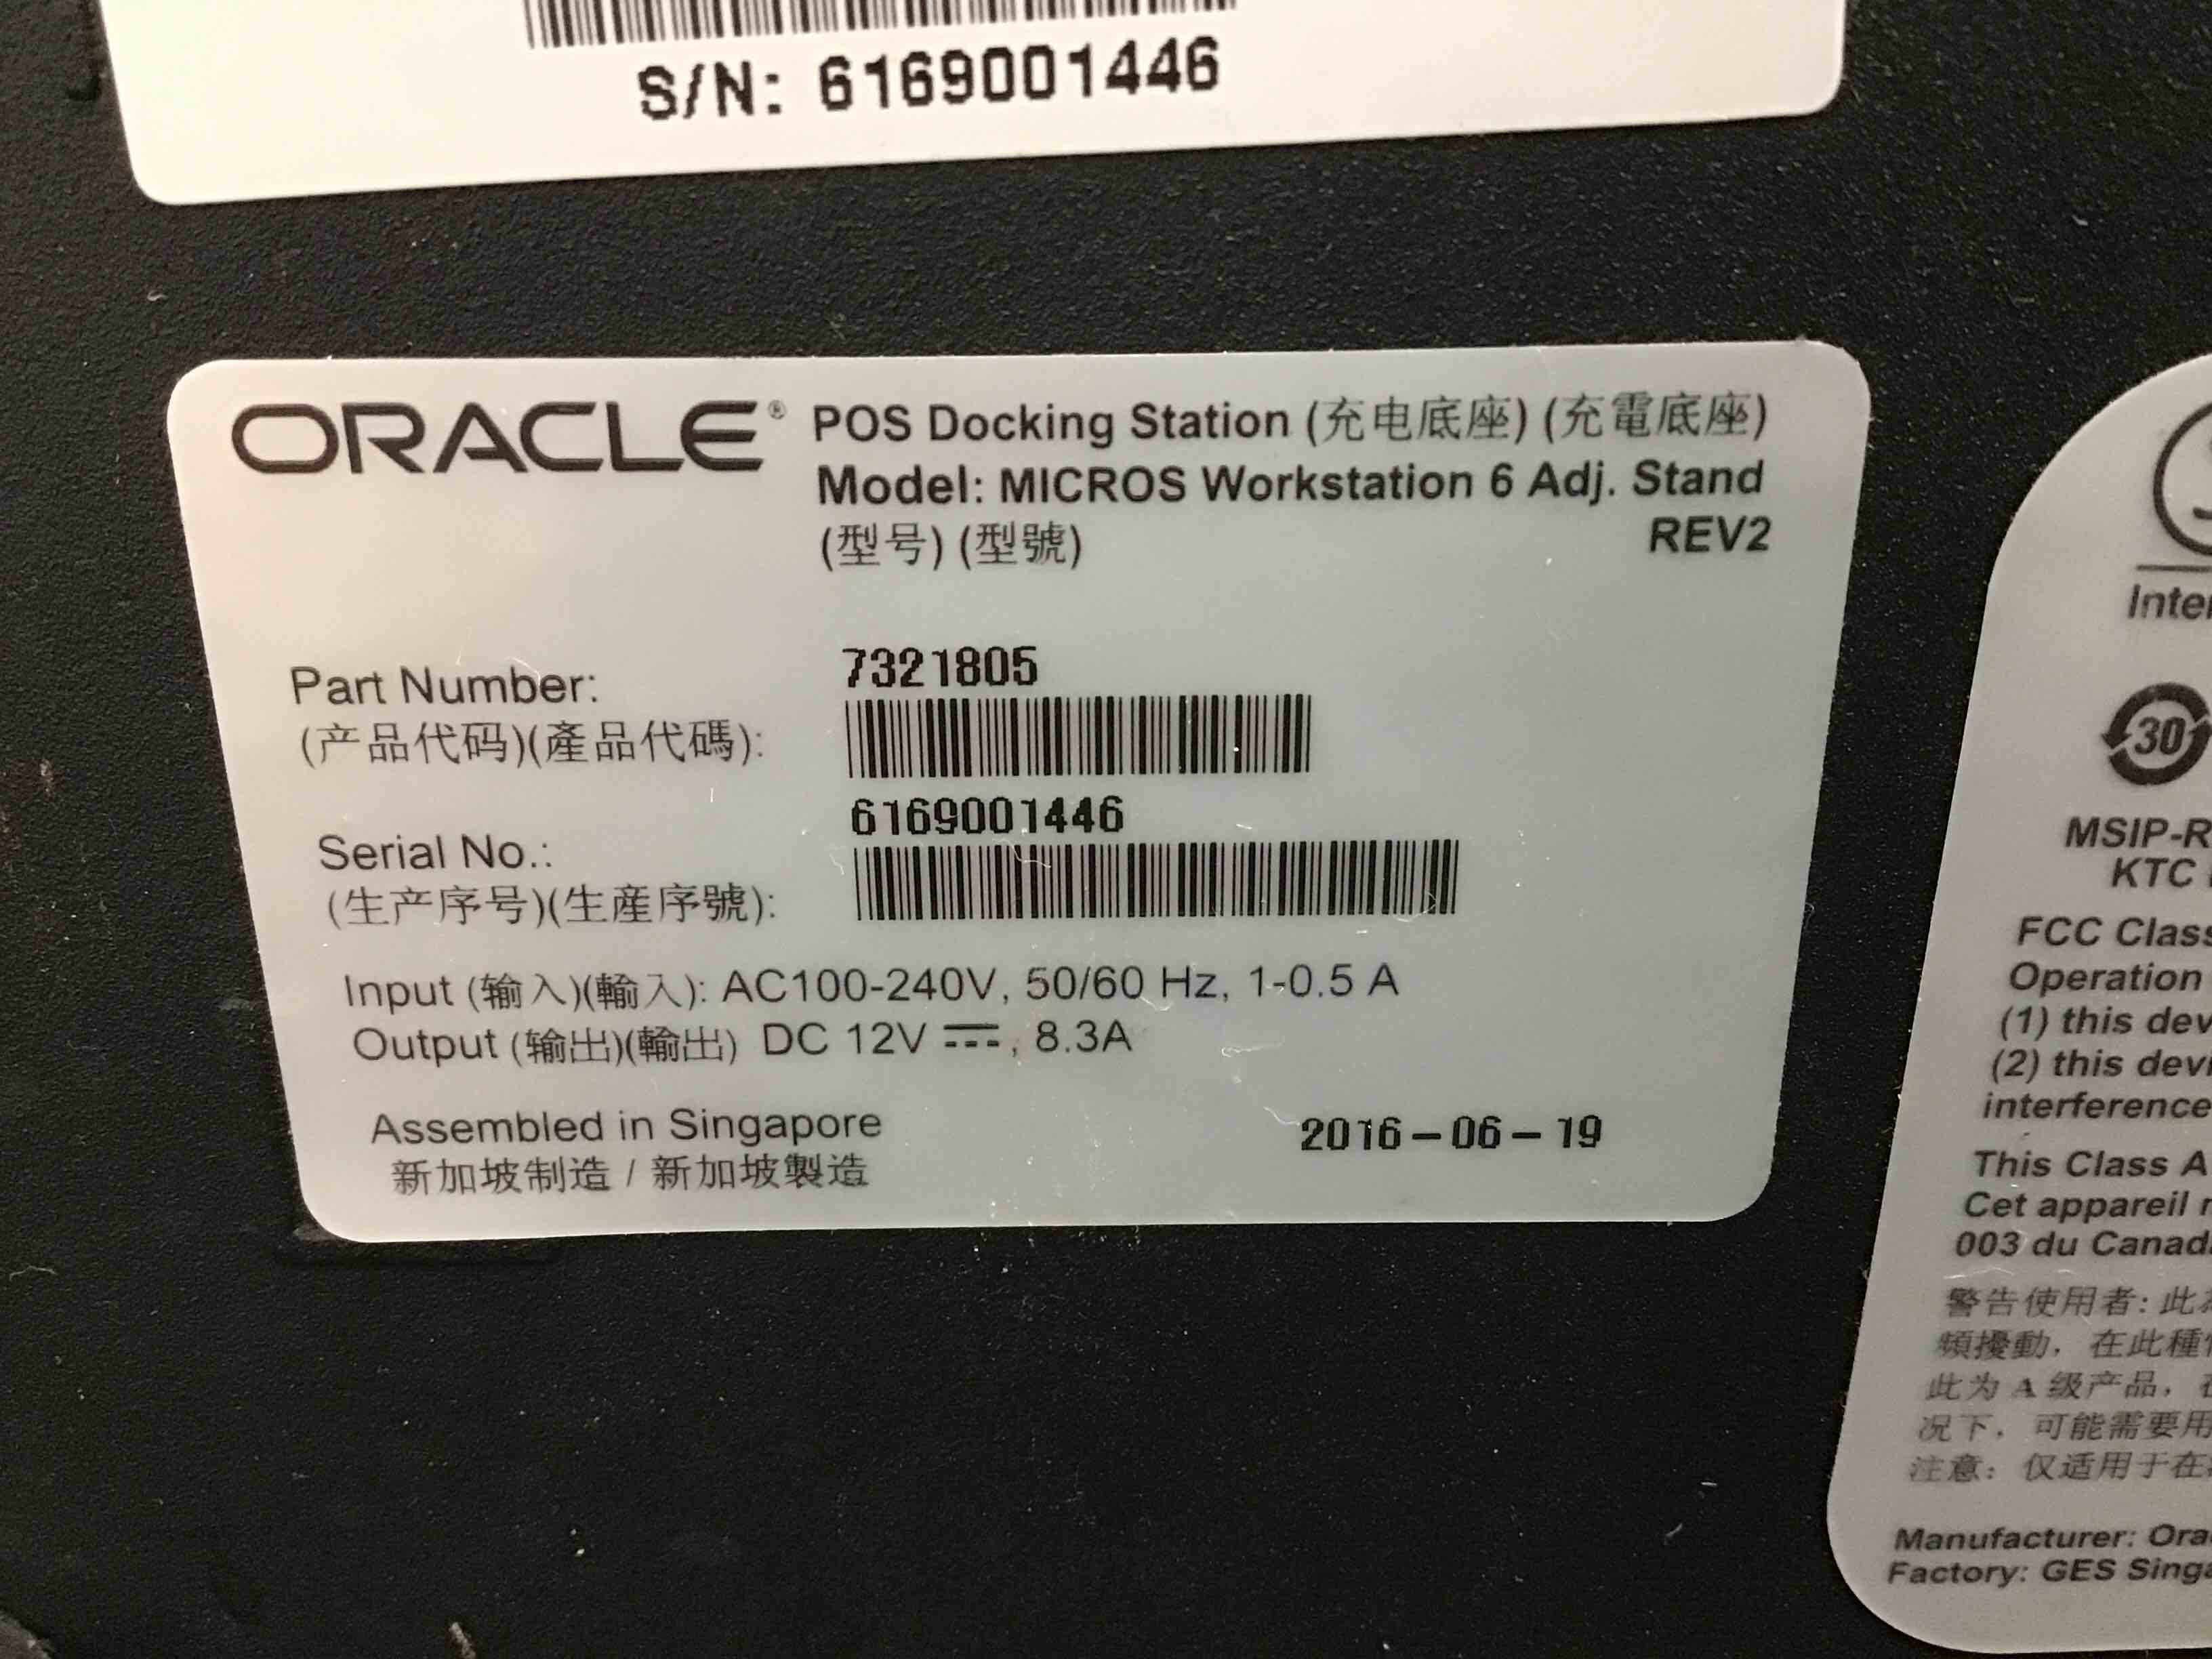 S/N: 6169001446
ORACLE® POS Docking Station (充电底座) (充電底座)
Model: MICROS Workstation 6 Adj. Stand
(型号) (型號) REV2
Part Number: 7321805
(产品代码)(產品代碼):
6169001446
Serial No.:
(生产序号)(生産序號):
Input (输入)(輸入): AC100-240V, 50/60 Hz, 1-0.5 A
Output (输出)(輸出) DC 12V ⎓, 8.3A
Assembled in Singapore 2016-06-19
新加坡制造 / 新加坡製造
30
MSIP-R
KTC
FCC Class
Operation
(1) this
(2) this
interference
This Class A
Cet appareil
003 du
警告使用者: 此
頻擾動, 在此種
此为 A 级产品,
况下, 可能需要用
注意: 仅适用于在
Manufacturer:
Factory: GES